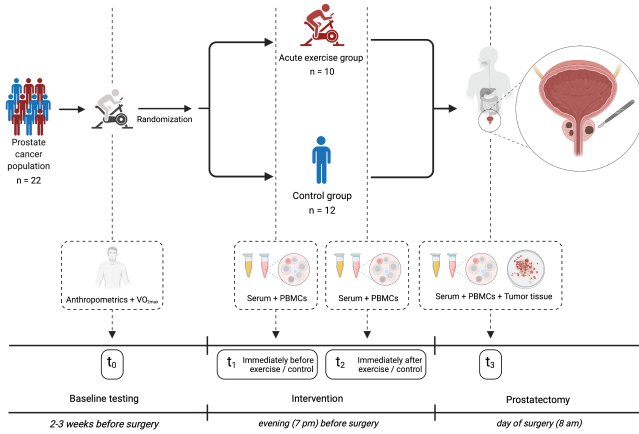 Acute exercise group
n = 10
Randomization
Prostate
cancer
population
n = 22
Control group
n = 12
Anthropometrics + VO2max
Serum + PBMCs
Serum + PBMCs
Serum + PBMCs + Tumor tissue
t0
t1 Immediately before
exercise / control
t2 Immediately after
exercise / control
t3
Baseline testing
Intervention
Prostatectomy
2-3 weeks before surgery
evening (7 pm) before surgery
day of surgery (8 am)